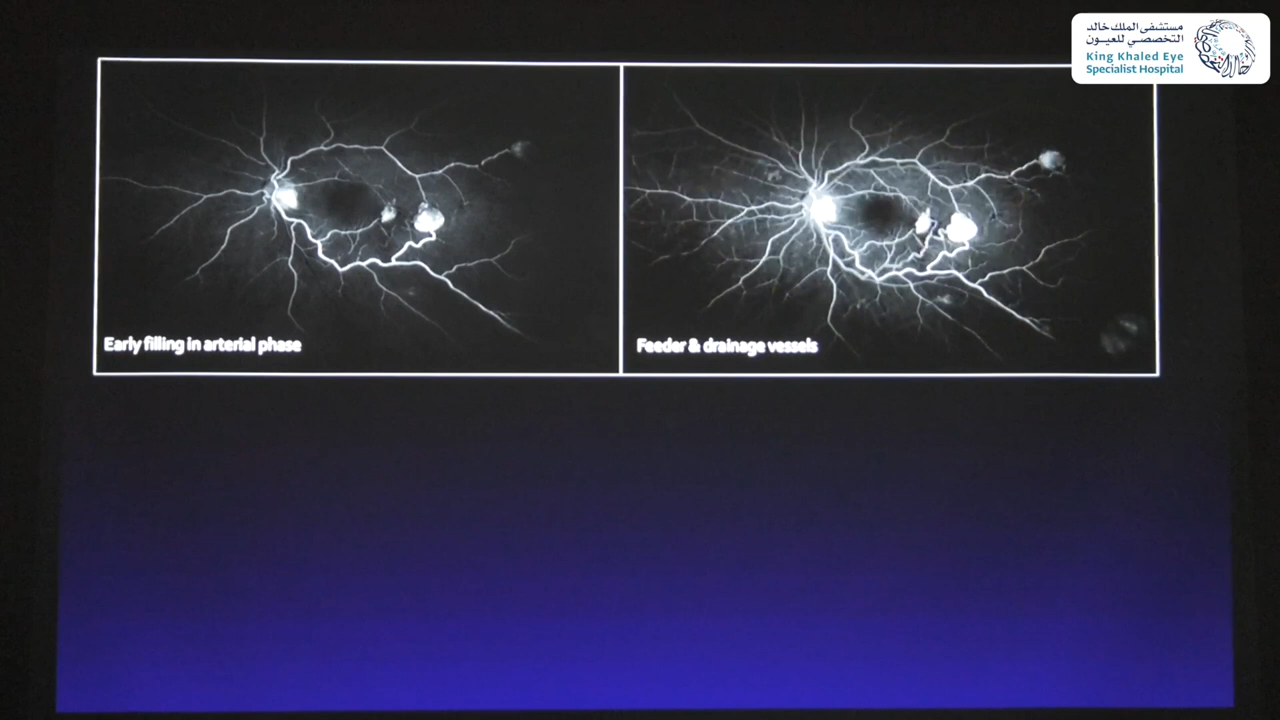 مستشفى الملك خالد
التخصصي للعيون
King Khaled Eye
Specialist Hospital
Early filling in arterial phase
Feeder & drainage vessels